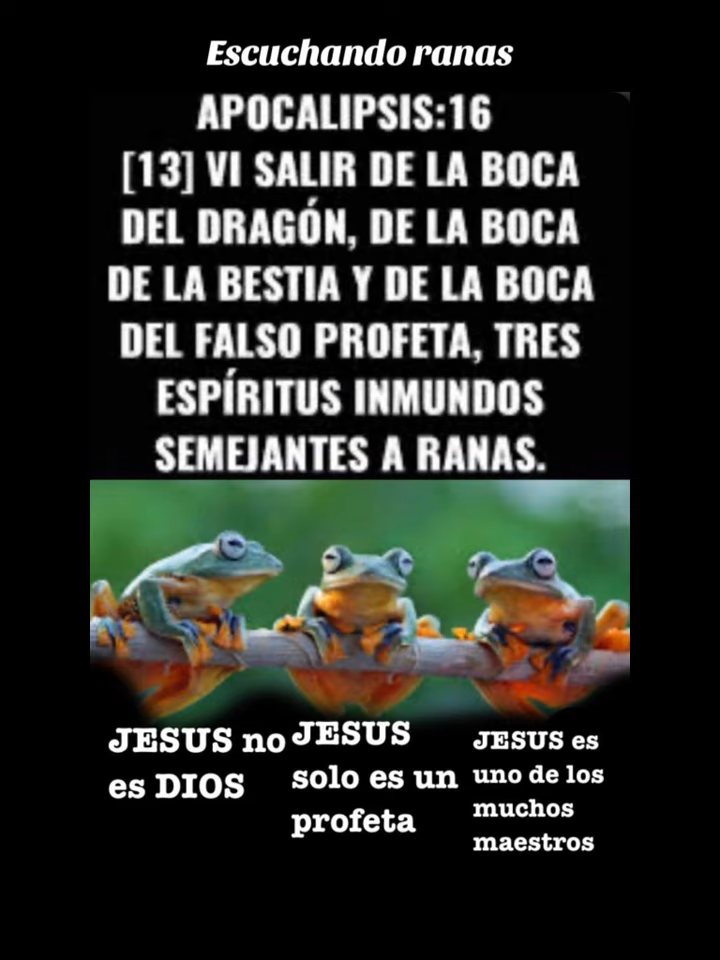 Escuchando ranas
APOCALIPSIS:16
[13] VI SALIR DE LA BOCA
DEL DRAGÓN, DE LA BOCA
DE LA BESTIA Y DE LA BOCA
DEL FALSO PROFETA, TRES
ESPÍRITUS INMUNDOS
SEMEJANTES A RANAS.
JESUS no
es DIOS
JESUS
solo es un
profeta
JESUS es
uno de los
muchos
maestros